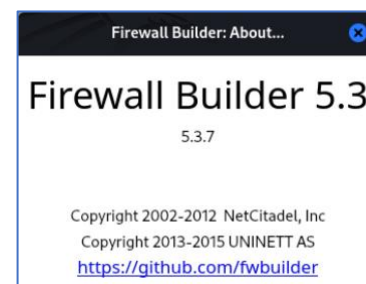 Firewall Builder: About...
Firewall Builder 5.3
5.3.7
Copyright 2002-2012 NetCitadel, Inc
Copyright 2013-2015 UNINETT AS
https://github.com/fwbuilder